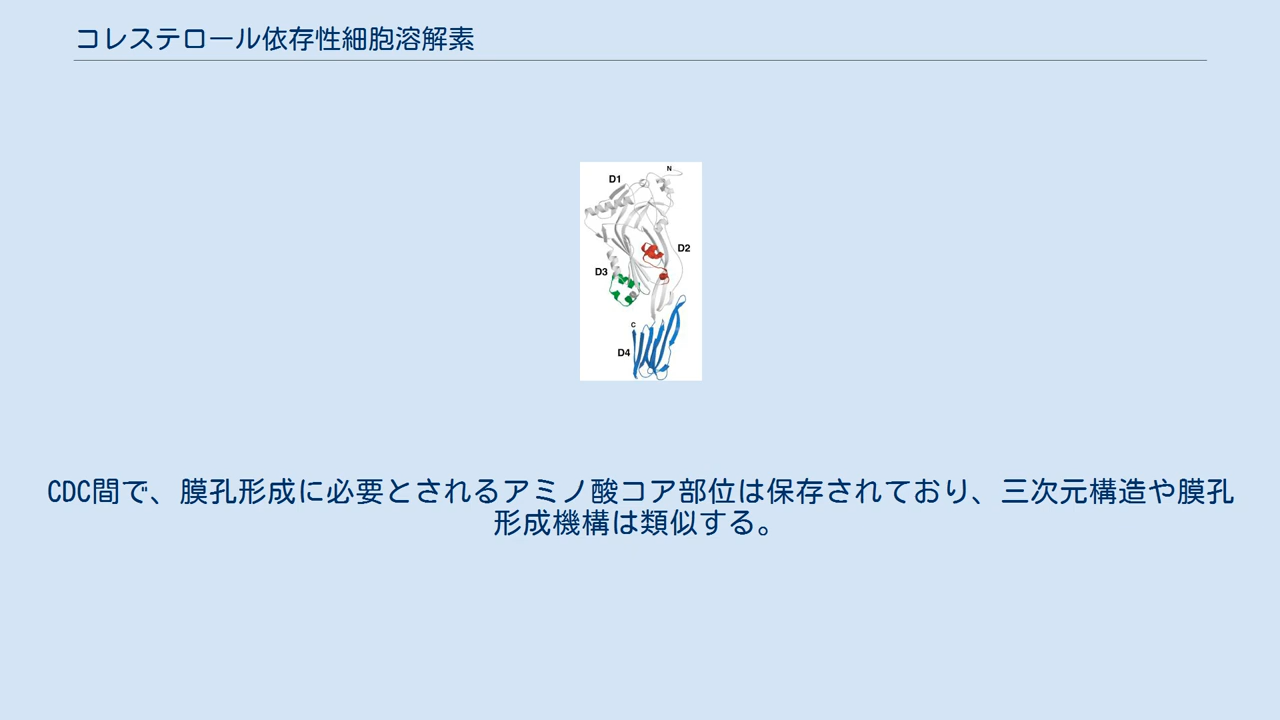 コレステロール依存性細胞溶解素
N
D1
D2
D3
C
D4
CDC間で、膜孔形成に必要とされるアミノ酸コア部位は保存されており、三次元構造や膜孔
形成機構は類似する。